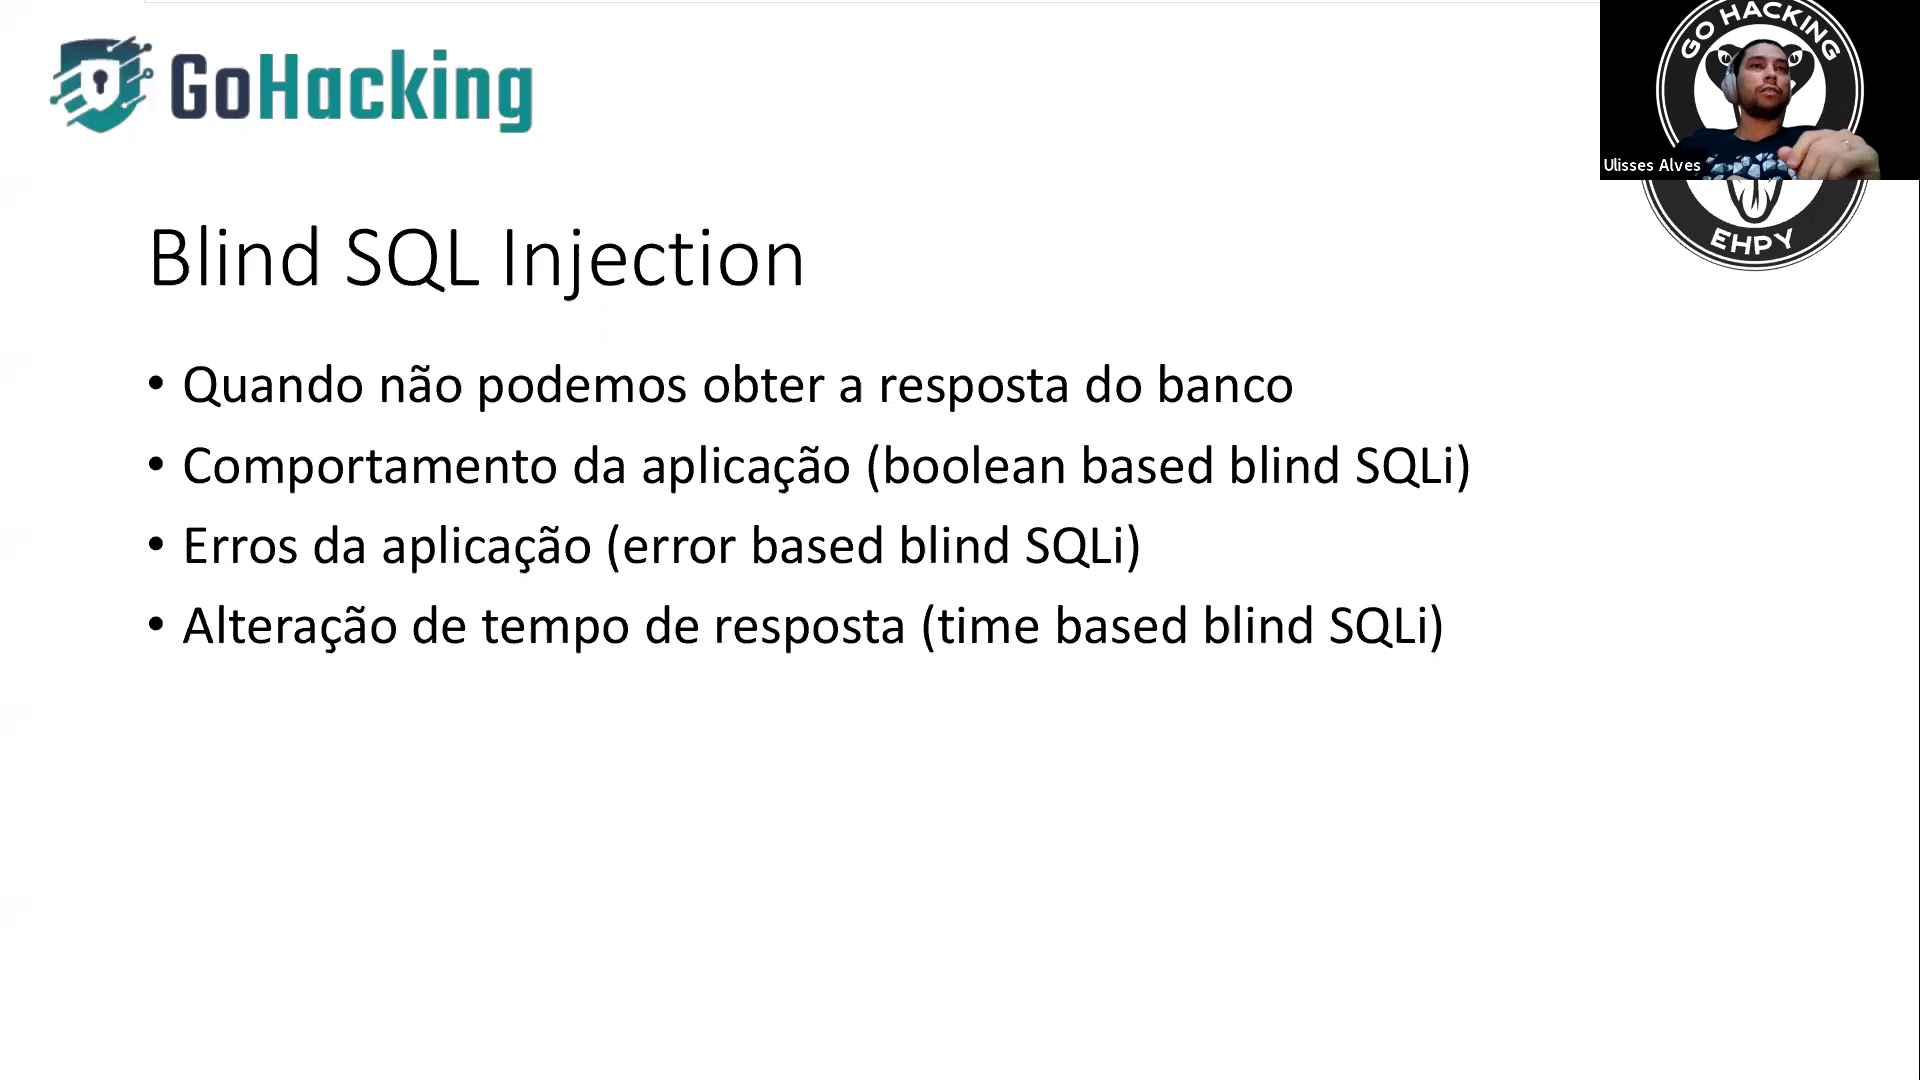 GoHacking
GO HACKING
Ulisses Alves
EHPY
Blind SQL Injection
• Quando não podemos obter a resposta do banco
• Comportamento da aplicação (boolean based blind SQLi)
• Erros da aplicação (error based blind SQLi)
• Alteração de tempo de resposta (time based blind SQLi)